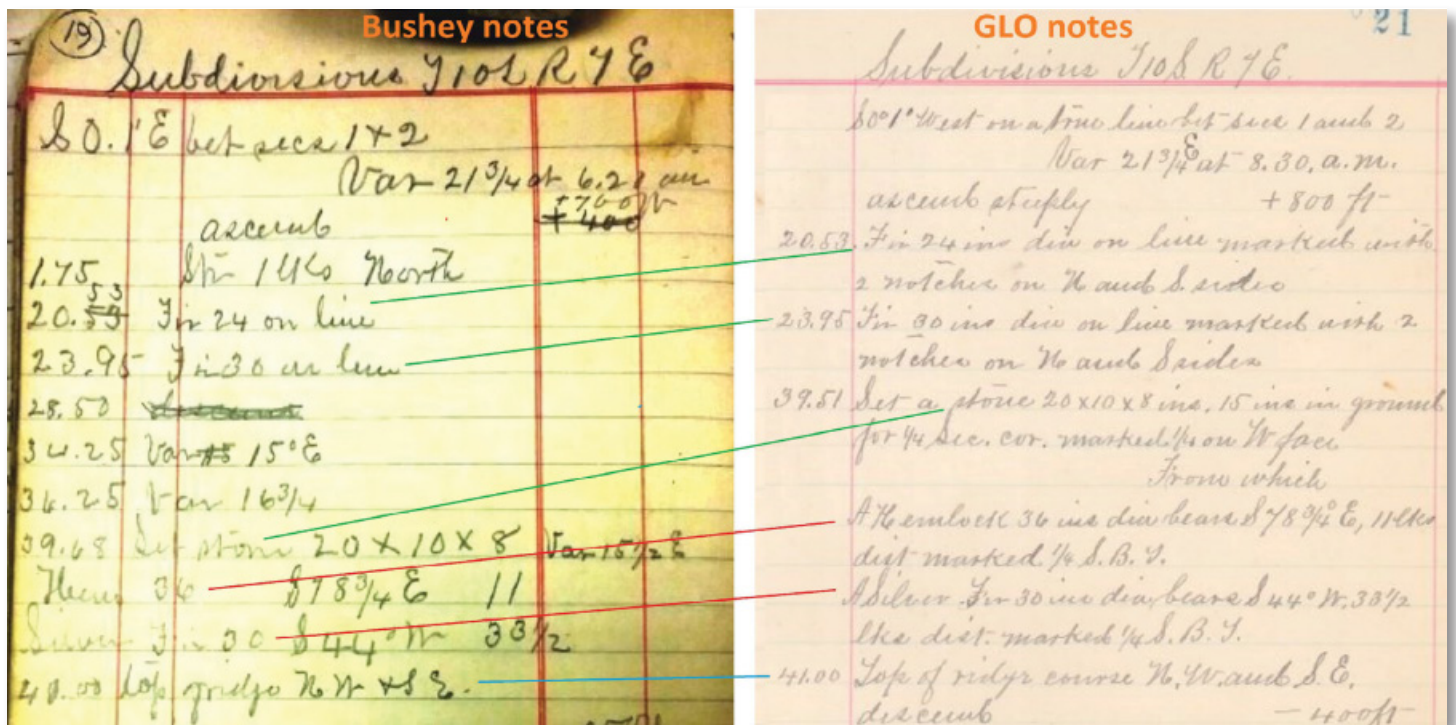 Bushey notes
19
Subdivisions T10S R7E
S0.1'E bet secs 1+2
Var 21 3/4 at 6.21 am
+700 ft
+ 400
ascend
1.75 Str 1 lks North
20.53 Fir 24 on line
23.95 Fir 30 on line
28.50
34.25 Var 15°E
36.25 Var 16 3/4
39.68 Set stone 20 x 10 x 8 Var 15 1/2 E
Hem 36 S78 3/4 E 11
Silver Fir 30 S44°W 33 1/2
41.00 top ridge N W + S E.
GLO notes
21
Subdivisions T10S. R7E.
S0°1' West on a true line bet secs 1 and 2
Var 21 3/4 E at 8.30, a.m.
ascend steeply +800 ft
20.53 Fir 24 ins dia on line marked with
2 notches on N and S. sides
23.95 Fir 30 ins dia on line marked with 2
notches on N and S sides
39.51 Set a stone 20 x 10 x 8 ins. 15 ins in ground
for 1/4 Sec. cor. marked 1/4 on W face
From which
A Hemlock 36 ins dia bears S78 3/4° E, 11 lks
dist marked 1/4 S.B.T.
A Silver Fir 30 ins dia, bears S44° W. 33 1/2
lks dist. marked 1/4 S.B.T.
41.00 Top of ridge course N.W. and S.E.
descend – 400 ft